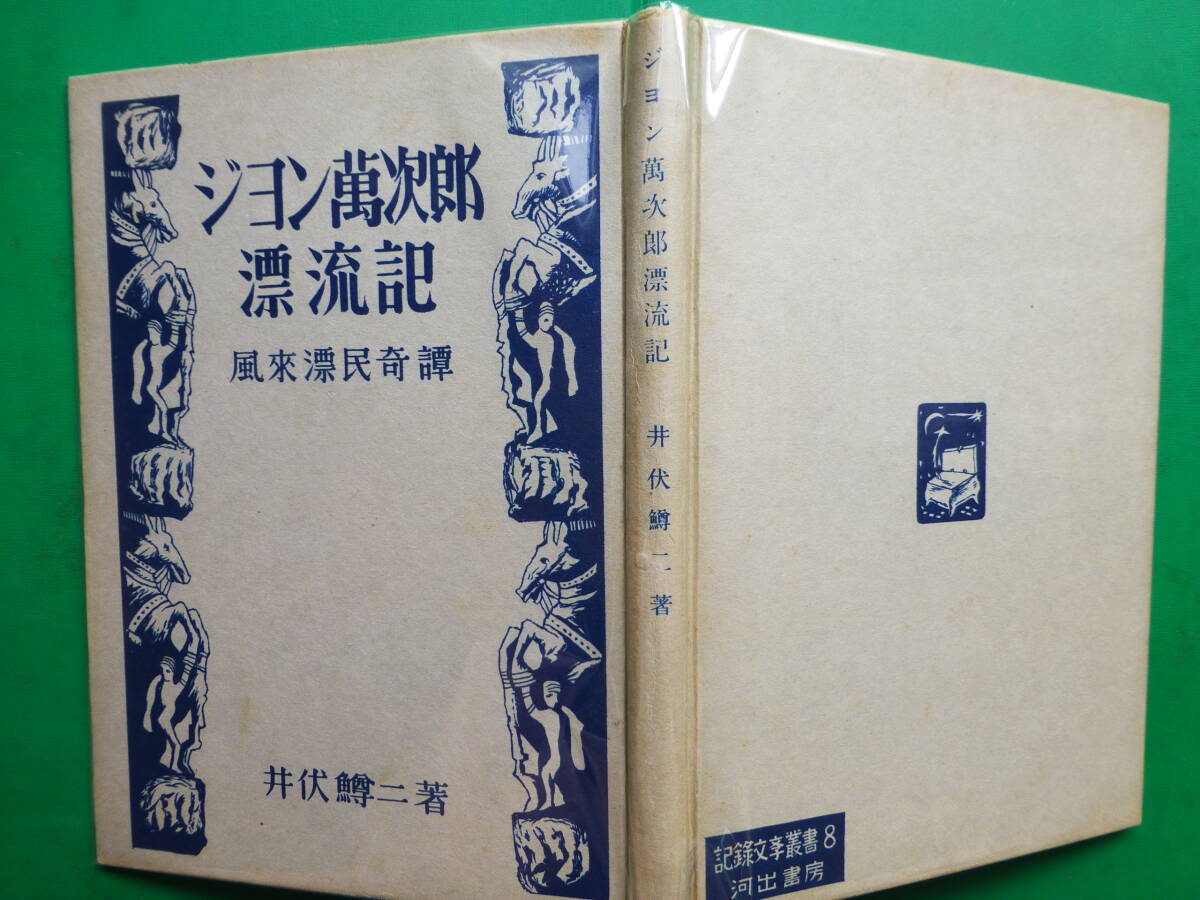 ジヨン萬次郎
漂流記
風來漂民奇譚
井伏鱒二著
ジヨン萬次郎漂流記 井伏鱒二著
記錄文學叢書8
河出書房